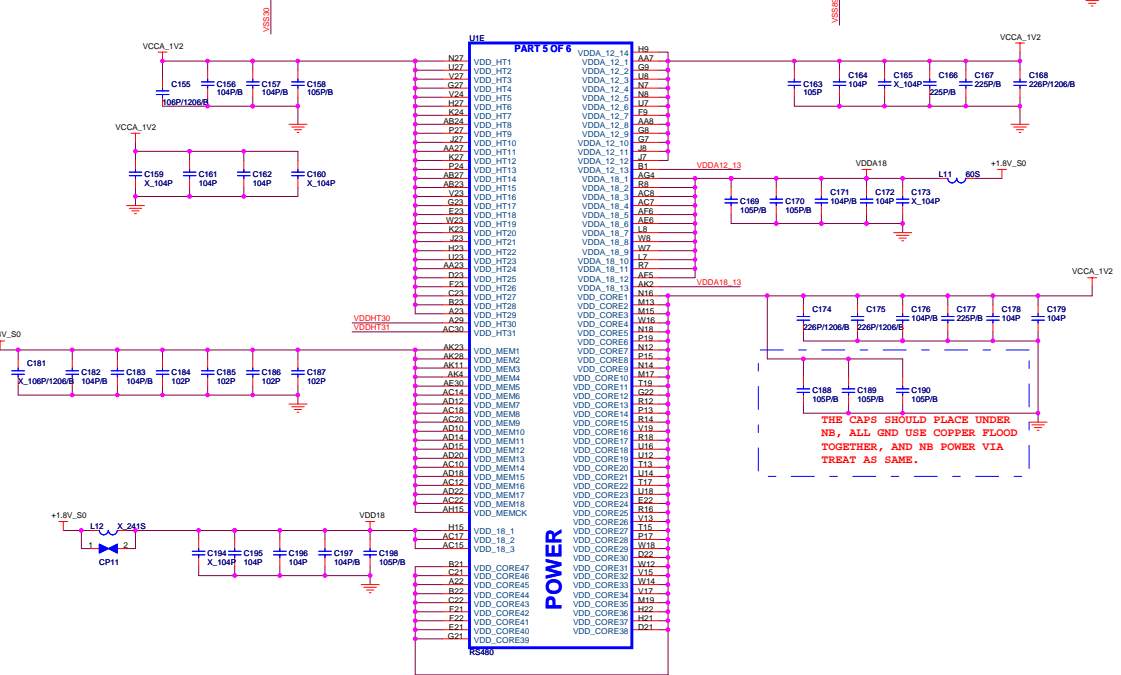 VSS30
VSS89
U1E
PART 5 OF 6
VCCA_1V2
C155
106P/1206/B
C156
104P/B
C157
104P/B
C158
105P/B
VCCA_1V2
C159
X_104P
C161
104P
C162
104P
C160
X_104P
N27 VDD_HT1
U27 VDD_HT2
V27 VDD_HT3
G27 VDD_HT4
V24 VDD_HT5
H27 VDD_HT6
K24 VDD_HT7
AB24 VDD_HT8
P27 VDD_HT9
J27 VDD_HT10
AA27 VDD_HT11
K27 VDD_HT12
P24 VDD_HT13
AB27 VDD_HT14
AB23 VDD_HT15
V23 VDD_HT16
G23 VDD_HT17
E23 VDD_HT18
W23 VDD_HT19
K23 VDD_HT20
J23 VDD_HT21
H23 VDD_HT22
U23 VDD_HT23
AA23 VDD_HT24
D23 VDD_HT25
F23 VDD_HT26
C23 VDD_HT27
B23 VDD_HT28
A23 VDD_HT29
VDDHT30 A29 VDD_HT30
VDDHT31 AC30 VDD_HT31
V_S0
C181
X_106P/1206/B
C182
104P/B
C183
104P/B
C184
102P
C185
102P
C186
102P
C187
102P
AK23 VDD_MEM1
AK28 VDD_MEM2
AK11 VDD_MEM3
AK4 VDD_MEM4
AE30 VDD_MEM5
AC14 VDD_MEM6
AD12 VDD_MEM7
AC18 VDD_MEM8
AC20 VDD_MEM9
AD10 VDD_MEM10
AD14 VDD_MEM11
AD15 VDD_MEM12
AD20 VDD_MEM13
AC10 VDD_MEM14
AD18 VDD_MEM15
AC12 VDD_MEM16
AD22 VDD_MEM17
AC22 VDD_MEM18
AH15 VDD_MEMCK
+1.8V_S0
L12 X_241S
1 2
CP11
VDD18
C194
X_104P
C195
104P
C196
104P
C197
104P/B
C198
105P/B
H15 VDD_18_1
AC17 VDD_18_2
AC15 VDD_18_3
B21 VDD_CORE47
C21 VDD_CORE46
A22 VDD_CORE45
B22 VDD_CORE44
C22 VDD_CORE43
F21 VDD_CORE42
F22 VDD_CORE41
E21 VDD_CORE40
G21 VDD_CORE39
RS480
POWER
VDDA_12_14 H9
VDDA_12_1 AA7
VDDA_12_2 G9
VDDA_12_3 U8
VDDA_12_4 N7
VDDA_12_5 N8
VDDA_12_6 U7
VDDA_12_7 F9
VDDA_12_8 AA8
VDDA_12_9 G8
VDDA_12_10 G7
VDDA_12_11 J8
VDDA_12_12 J7
VDDA_12_13 B1 VDDA12_13
VDDA_18_1 AG4
VDDA_18_2 R8
VDDA_18_3 AC8
VDDA_18_4 AC7
VDDA_18_5 AF6
VDDA_18_6 AE6
VDDA_18_7 L8
VDDA_18_8 W8
VDDA_18_9 W7
VDDA_18_10 L7
VDDA_18_11 R7
VDDA_18_12 AF5
VDDA_18_13 AK2 VDDA18_13
VDD_CORE1 N16
VDD_CORE2 M13
VDD_CORE3 M15
VDD_CORE4 W16
VDD_CORE5 N18
VDD_CORE6 P19
VDD_CORE7 N12
VDD_CORE8 P15
VDD_CORE9 N14
VDD_CORE10 M17
VDD_CORE11 T19
VDD_CORE12 G22
VDD_CORE13 R12
VDD_CORE14 P13
VDD_CORE15 R14
VDD_CORE16 V19
VDD_CORE17 R18
VDD_CORE18 U16
VDD_CORE19 U12
VDD_CORE20 T13
VDD_CORE21 U14
VDD_CORE22 T17
VDD_CORE23 U18
VDD_CORE24 E22
VDD_CORE25 R16
VDD_CORE26 V13
VDD_CORE27 T15
VDD_CORE28 P17
VDD_CORE29 W18
VDD_CORE30 D22
VDD_CORE31 W12
VDD_CORE32 V15
VDD_CORE33 W14
VDD_CORE34 V17
VDD_CORE35 M19
VDD_CORE36 H22
VDD_CORE37 H21
VDD_CORE38 D21
VCCA_1V2
C163
105P
C164
104P
C165
X_104P
C166
225P/B
C167
225P/B
C168
226P/1206/B
VDDA18
L11 60S
+1.8V_S0
C169
105P/B
C170
105P/B
C171
104P/B
C172
104P
C173
X_104P
VCCA_1V2
C174
226P/1206/B
C175
226P/1206/B
C176
104P/B
C177
225P/B
C178
104P
C179
104P
C188
105P/B
C189
105P/B
C190
105P/B
THE CAPS SHOULD PLACE UNDER
NB, ALL GND USE COPPER FLOOD
TOGETHER, AND NB POWER VIA
TREAT AS SAME.